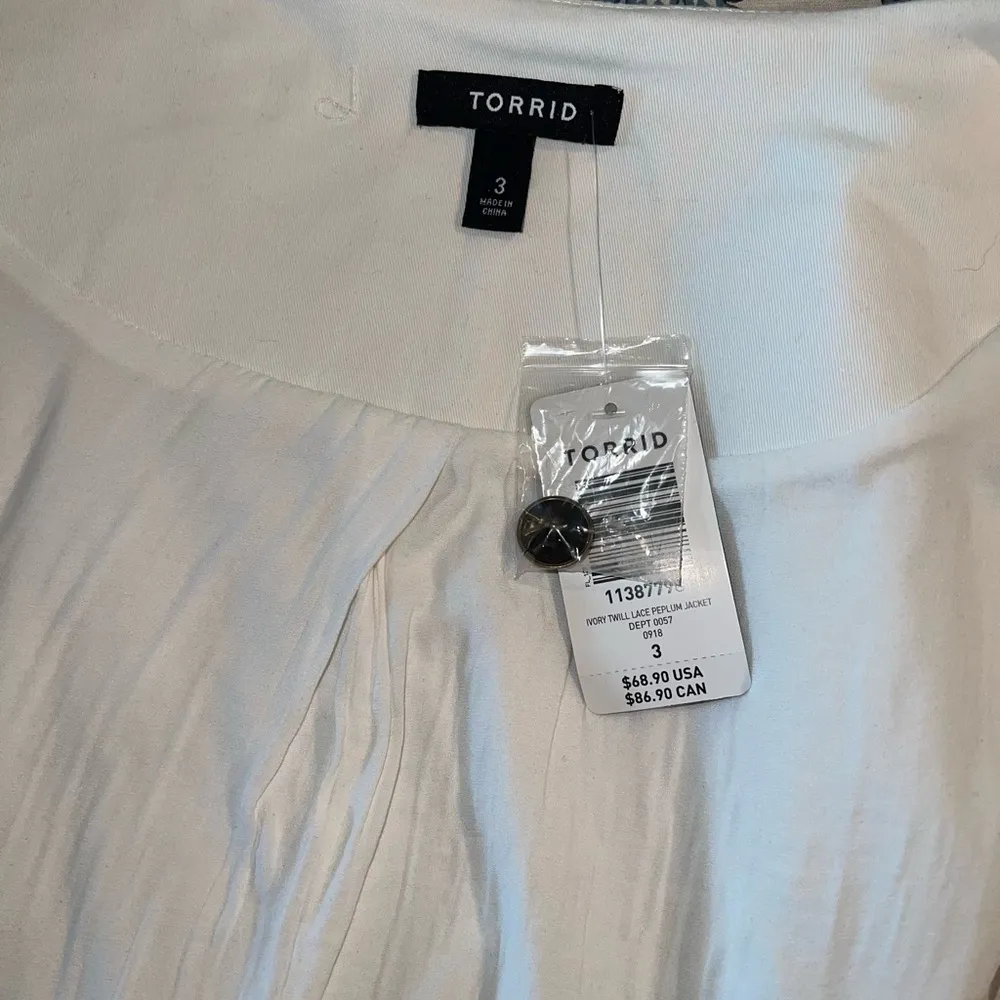 TORRID
3
MADE IN
CHINA
TORRID
1138779
IVORY TWILL LACE PEPLUM JACKET
DEPT 0057
0918
3
$68.90 USA
$86.90 CAN